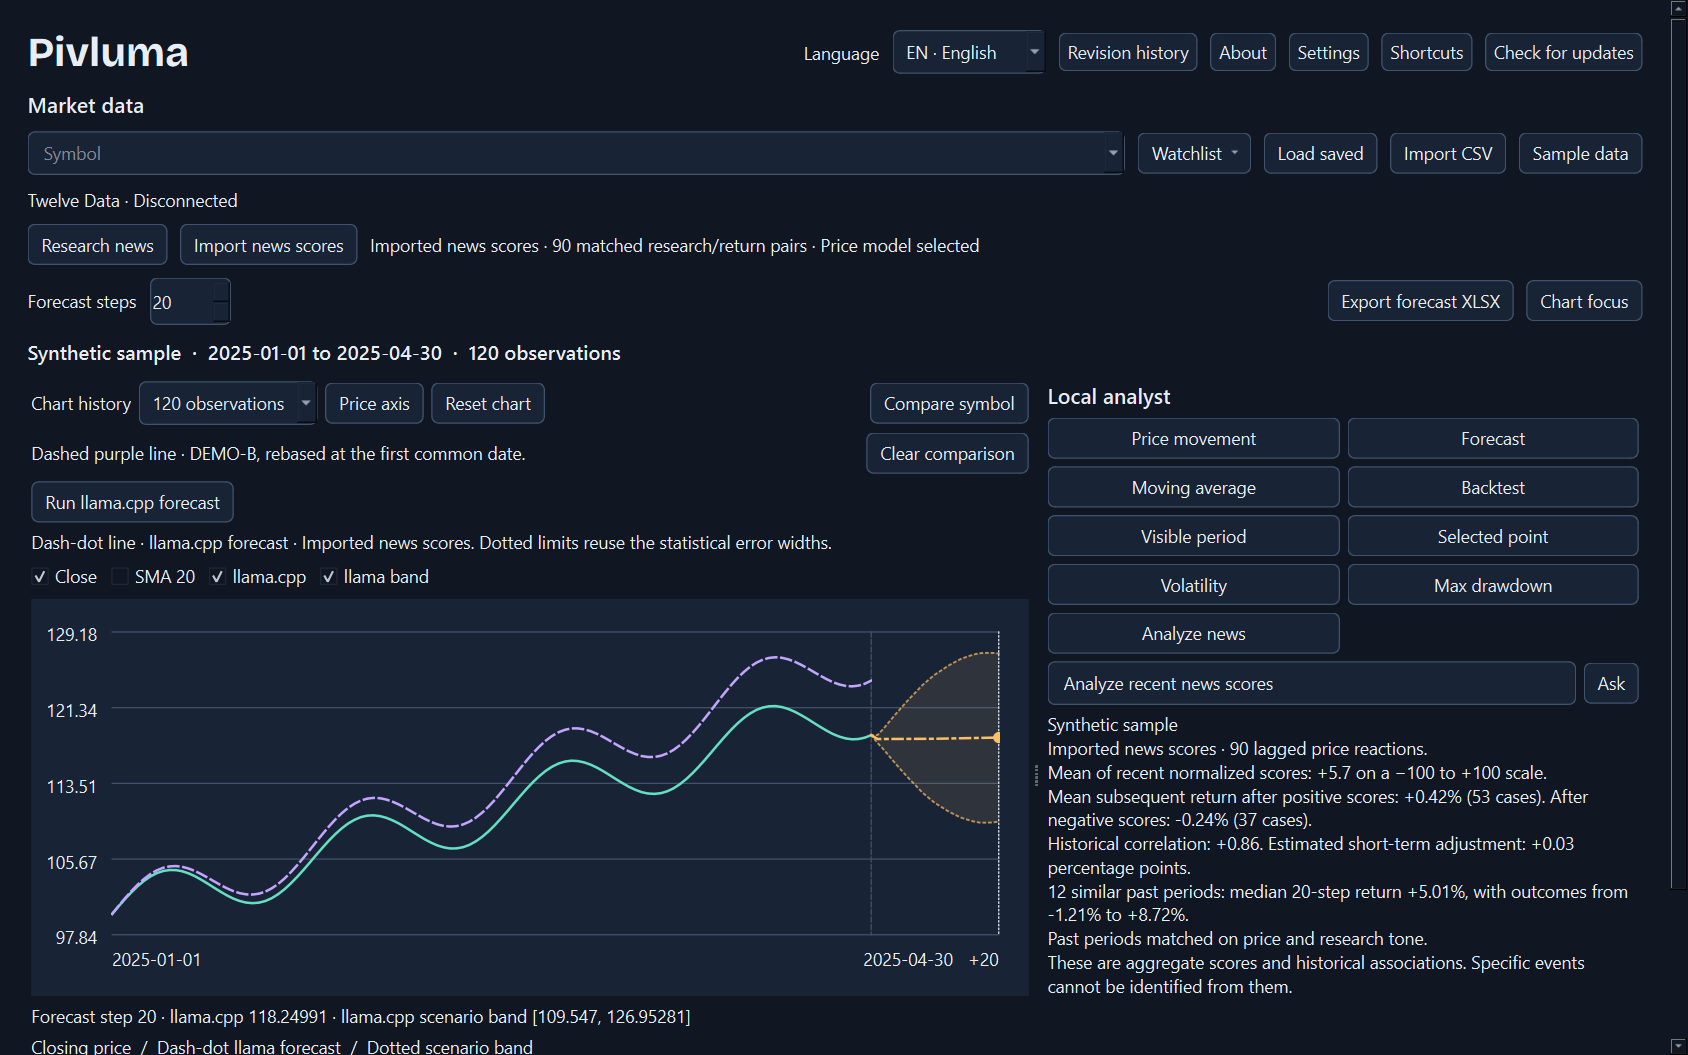 Pivluma
Language EN · English Revision history About Settings Shortcuts Check for updates
Market data
Symbol Watchlist Load saved Import CSV Sample data
Twelve Data · Disconnected
Research news Import news scores Imported news scores · 90 matched research/return pairs · Price model selected
Forecast steps 20 Export forecast XLSX Chart focus
Synthetic sample · 2025-01-01 to 2025-04-30 · 120 observations
Chart history 120 observations Price axis Reset chart Compare symbol
Dashed purple line · DEMO-B, rebased at the first common date. Clear comparison
Run llama.cpp forecast
Dash-dot line · llama.cpp forecast · Imported news scores. Dotted limits reuse the statistical error widths.
Close SMA 20 llama.cpp llama band
129.18
121.34
113.51
105.67
97.84
2025-01-01 2025-04-30 +20
Forecast step 20 · llama.cpp 118.24991 · llama.cpp scenario band [109.547, 126.95281]
Closing price / Dash-dot llama forecast / Dotted scenario band
Local analyst
Price movement Forecast
Moving average Backtest
Visible period Selected point
Volatility Max drawdown
Analyze news
Analyze recent news scores Ask
Synthetic sample
Imported news scores · 90 lagged price reactions.
Mean of recent normalized scores: +5.7 on a −100 to +100 scale.
Mean subsequent return after positive scores: +0.42% (53 cases). After
negative scores: -0.24% (37 cases).
Historical correlation: +0.86. Estimated short-term adjustment: +0.03
percentage points.
12 similar past periods: median 20-step return +5.01%, with outcomes from
-1.21% to +8.72%.
Past periods matched on price and research tone.
These are aggregate scores and historical associations. Specific events
cannot be identified from them.